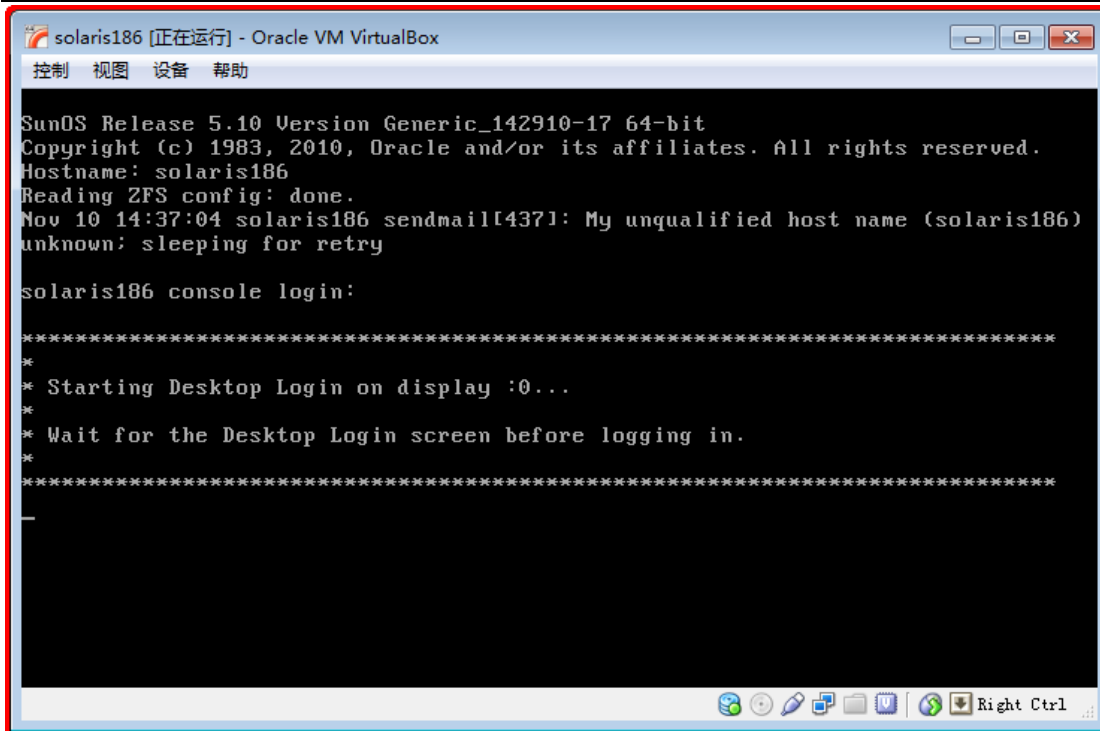 solaris186 [正在运行] - Oracle VM VirtualBox
控制 视图 设备 帮助
SunOS Release 5.10 Version Generic_142910-17 64-bit
Copyright (c) 1983, 2010, Oracle and/or its affiliates. All rights reserved.
Hostname: solaris186
Reading ZFS config: done.
Nov 10 14:37:04 solaris186 sendmail[437]: My unqualified host name (solaris186)
unknown; sleeping for retry
solaris186 console login:
*****************************************************************************
*
* Starting Desktop Login on display :0...
*
* Wait for the Desktop Login screen before logging in.
*
*****************************************************************************
_
Right Ctrl